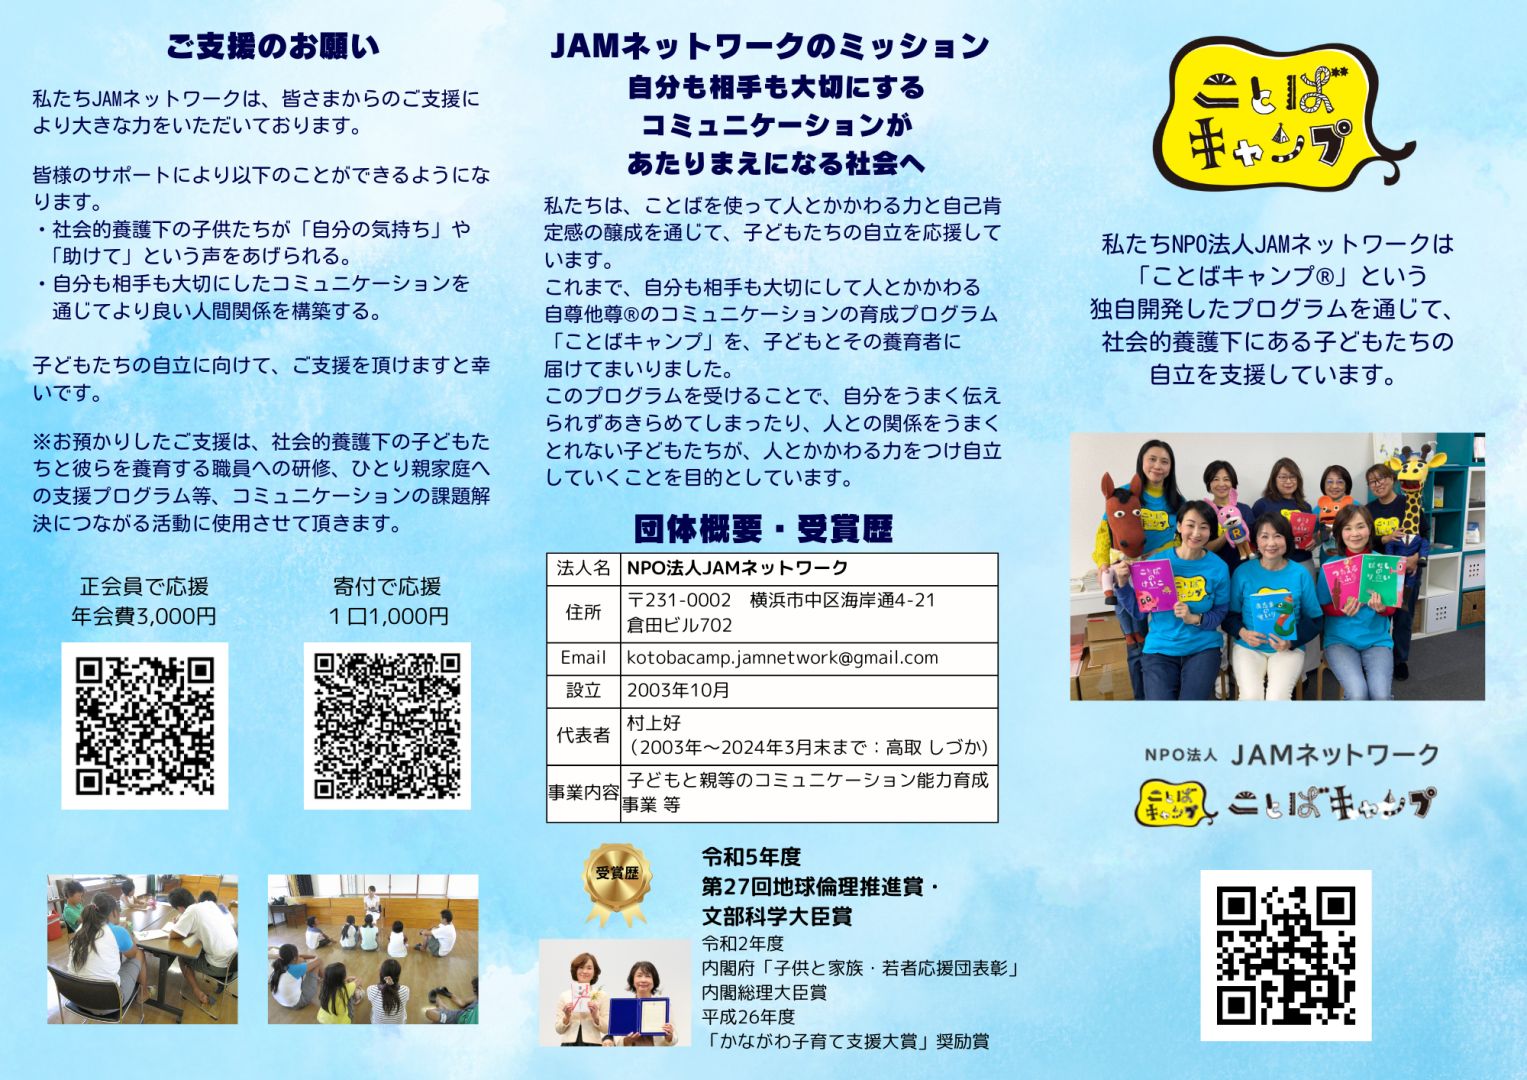 ご支援のお願い
私たちJAMネットワークは、皆さまからのご支援に
より大きな力をいただいております。
皆様のサポートにより以下のことができるようにな
ります。
・社会的養護下の子供たちが「自分の気持ち」や
「助けて」という声をあげられる。
・自分も相手も大切にしたコミュニケーションを
通じてより良い人間関係を構築する。
子どもたちの自立に向けて、ご支援を頂けますと幸
いです。
※お預かりしたご支援は、社会的養護下の子どもた
ちと彼らを養育する職員への研修、ひとり親家庭へ
の支援プログラム等、コミュニケーションの課題解
決につながる活動に使用させて頂きます。
正会員で応援
年会費3,000円
寄付で応援
1口1,000円
JAMネットワークのミッション
自分も相手も大切にする
コミュニケーションが
あたりまえになる社会へ
私たちは、ことばを使って人とかかわる力と自己肯
定感の醸成を通じて、子どもたちの自立を応援して
います。
これまで、自分も相手も大切にして人とかかわる
自尊他尊®のコミュニケーションの育成プログラム
「ことばキャンプ」を、子どもとその養育者に
届けてまいりました。
このプログラムを受けることで、自分をうまく伝え
られずあきらめてしまったり、人との関係をうまく
とれない子どもたちが、人とかかわる力をつけ自立
していくことを目的としています。
団体概要・受賞歴
法人名 NPO法人JAMネットワーク
住所 〒231-0002 横浜市中区海岸通4-21
倉田ビル702
Email kotobacamp.jamnetwork@gmail.com
設立 2003年10月
代表者 村上好
（2003年～2024年3月末まで：高取 しづか)
事業内容 子どもと親等のコミュニケーション能力育成
事業 等
受賞歴
令和5年度
第27回地球倫理推進賞・
文部科学大臣賞
令和2年度
内閣府「子供と家族・若者応援団表彰」
内閣総理大臣賞
平成26年度
「かながわ子育て支援大賞」奨励賞
ことば
キャンプ
私たちNPO法人JAMネットワークは
「ことばキャンプ®」という
独自開発したプログラムを通じて、
社会的養護下にある子どもたちの
自立を支援しています。
ことばの
けいこ
NPO法人 JAMネットワーク
ことば
キャンプ
ことばキャンプ